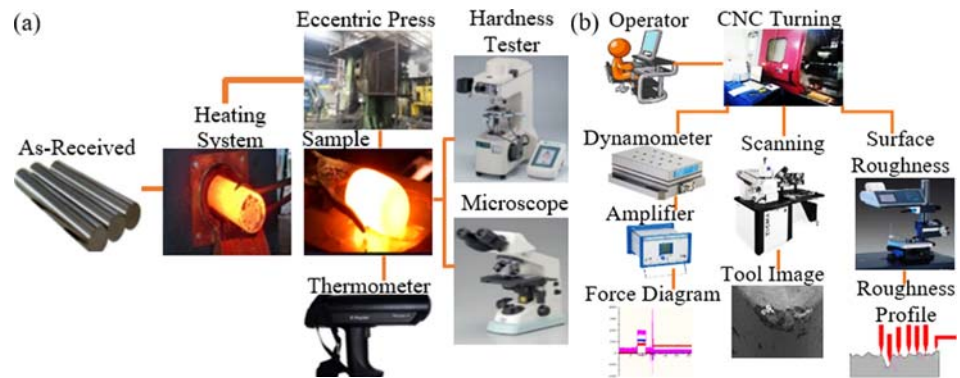 (a)
Eccentric Press
Hardness
Tester
Heating
System
As-Received
Sample
Microscope
Thermometer
(b)
Operator
CNC Turning
Dynamometer
Scanning
Surface
Roughness
Amplifier
Tool Image
Force Diagram
Roughness
Profile